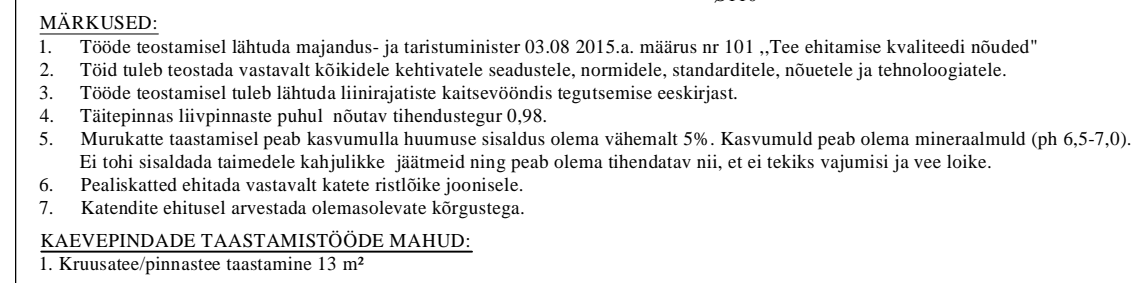 MÄRKUSED:
1. Tööde teostamisel lähtuda majandus- ja taristuminister 03.08 2015.a. määrus nr 101 ,,Tee ehitamise kvaliteedi nõuded"
2. Töid tuleb teostada vastavalt kõikidele kehtivatele seadustele, normidele, standarditele, nõuetele ja tehnoloogiatele.
3. Tööde teostamisel tuleb lähtuda liinirajatiste kaitsevööndis tegutsemise eeskirjast.
4. Täitepinnas liivpinnaste puhul nõutav tihendustegur 0,98.
5. Murukatte taastamisel peab kasvumulla huumuse sisaldus olema vähemalt 5%. Kasvumuld peab olema mineraalmuld (ph 6,5-7,0).
Ei tohi sisaldada taimedele kahjulikke jäätmeid ning peab olema tihendatav nii, et ei tekiks vajumisi ja vee loike.
6. Pealiskatted ehitada vastavalt katete ristlõike joonisele.
7. Katendite ehitusel arvestada olemasolevate kõrgustega.
KAEVEPINDADE TAASTAMISTÖÖDE MAHUD:
1. Kruusatee/pinnastee taastamine 13 m²